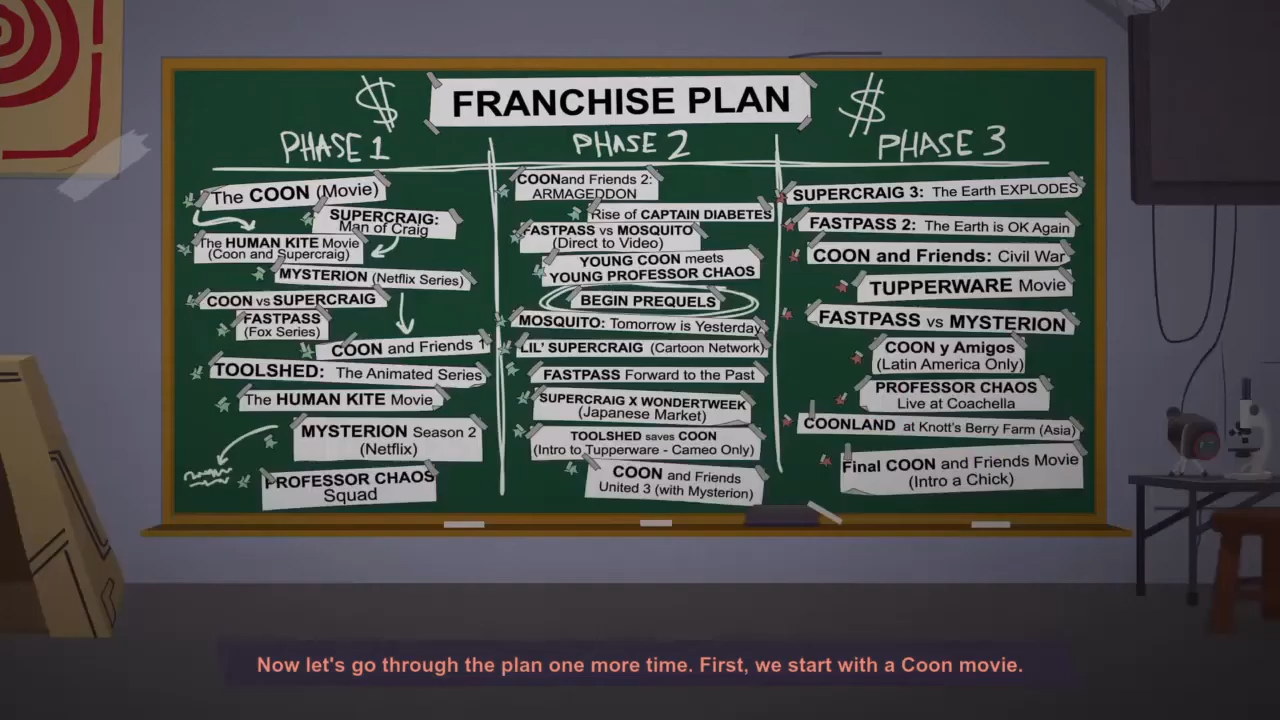 $ FRANCHISE PLAN $
PHASE 1
The COON (Movie)
SUPERCRAIG:
Man of Craig
The HUMAN KITE Movie
(Coon and Supercraig)
MYSTERION (Netflix Series)
COON vs SUPERCRAIG
FASTPASS
(Fox Series)
COON and Friends 1
TOOLSHED: The Animated Series
The HUMAN KITE Movie
MYSTERION Season 2
(Netflix)
PROFESSOR CHAOS
Squad
PHASE 2
COON and Friends 2:
ARMAGEDDON
Rise of CAPTAIN DIABETES
FASTPASS vs MOSQUITO
(Direct to Video)
YOUNG COON meets
YOUNG PROFESSOR CHAOS
BEGIN PREQUELS
MOSQUITO: Tomorrow is Yesterday
LIL' SUPERCRAIG (Cartoon Network)
FASTPASS Forward to the Past
SUPERCRAIG X WONDERTWEEK
(Japanese Market)
TOOLSHED saves COON
(Intro to Tupperware - Cameo Only)
COON and Friends
United 3 (with Mysterion)
PHASE 3
SUPERCRAIG 3: The Earth EXPLODES
FASTPASS 2: The Earth is OK Again
COON and Friends: Civil War
TUPPERWARE Movie
FASTPASS vs MYSTERION
COON y Amigos
(Latin America Only)
PROFESSOR CHAOS
Live at Coachella
COONLAND at Knott's Berry Farm (Asia)
Final COON and Friends Movie
(Intro a Chick)
Now let's go through the plan one more time. First, we start with a Coon movie.